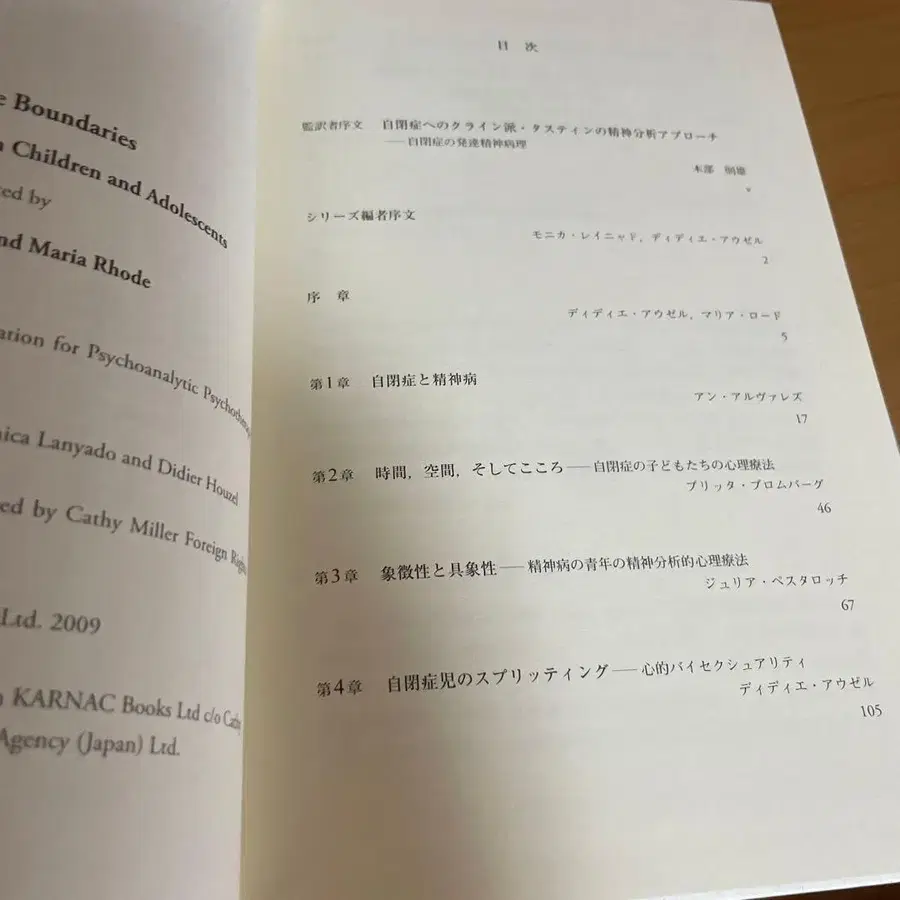 e Boundaries
n Children and Adolescents
ted by
nd Maria Rhode
ation for Psychoanalytic Psychotherapy
nica Lanyado and Didier Houzel
ed by Cathy Miller Foreign Rights
Ltd. 2009
n KARNAC Books Ltd c/o Cathy
Agency (Japan) Ltd.
目 次
監訳者序文 自閉症へのクライン派・タスティンの精神分析アプローチ
――自閉症の発達精神病理
木部 則雄
v
シリーズ編者序文
モニカ・レイニャド，ディディエ・アウゼル
2
序 章
ディディエ・アウゼル，マリア・ロード
5
第1章 自閉症と精神病
アン・アルヴァレズ
17
第2章 時間，空間，そしてこころ――自閉症の子どもたちの心理療法
ブリッタ・ブロムバーグ
46
第3章 象徴性と具象性――精神病の青年の精神分析的心理療法
ジュリア・ペスタロッチ
67
第4章 自閉症児のスプリッティング――心的バイセクシュアリティ
ディディエ・アウゼル
105